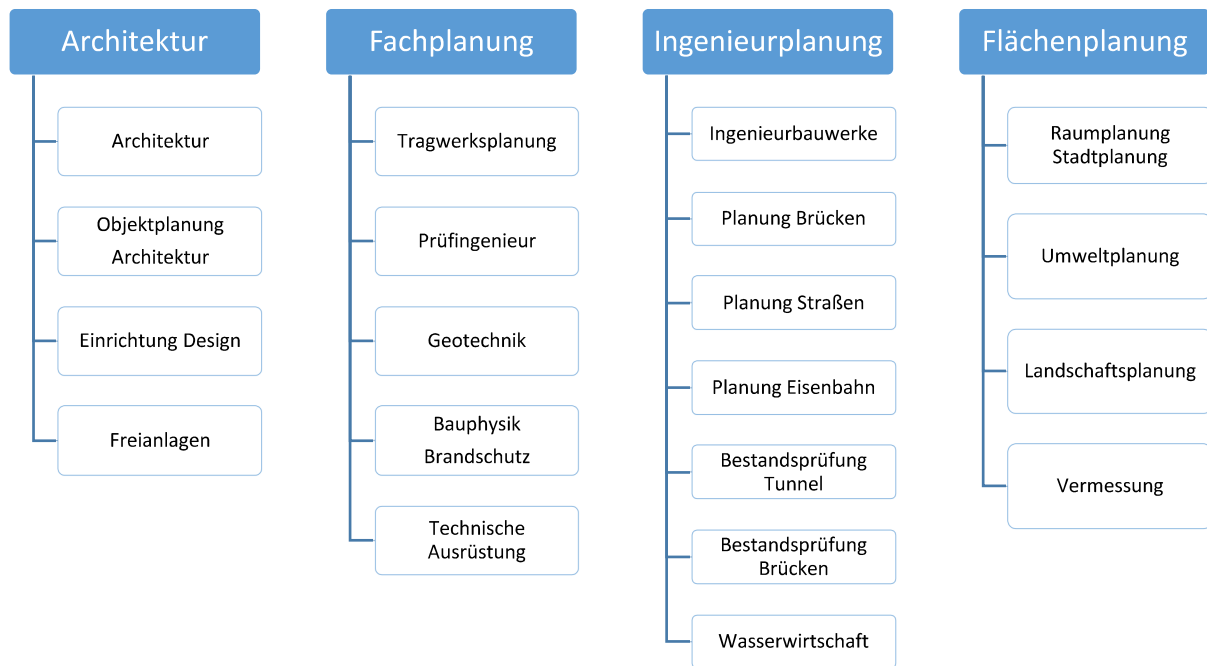 Architektur
Architektur
Objektplanung
Architektur
Einrichtung Design
Freianlagen
Fachplanung
Tragwerksplanung
Prüfingenieur
Geotechnik
Bauphysik
Brandschutz
Technische
Ausrüstung
Ingenieurplanung
Ingenieurbauwerke
Planung Brücken
Planung Straßen
Planung Eisenbahn
Bestandsprüfung
Tunnel
Bestandsprüfung
Brücken
Wasserwirtschaft
Flächenplanung
Raumplanung
Stadtplanung
Umweltplanung
Landschaftsplanung
Vermessung